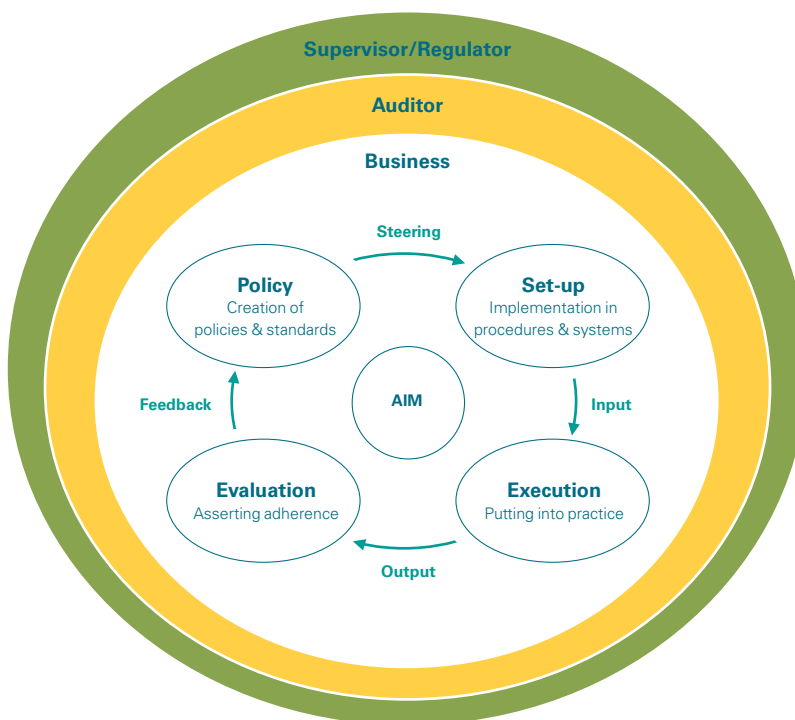 Supervisor/Regulator
Auditor
Business
Steering
Policy
Creation of
policies & standards
Set-up
Implementation in
procedures & systems
AIM
Feedback
Input
Evaluation
Asserting adherence
Execution
Putting into practice
Output